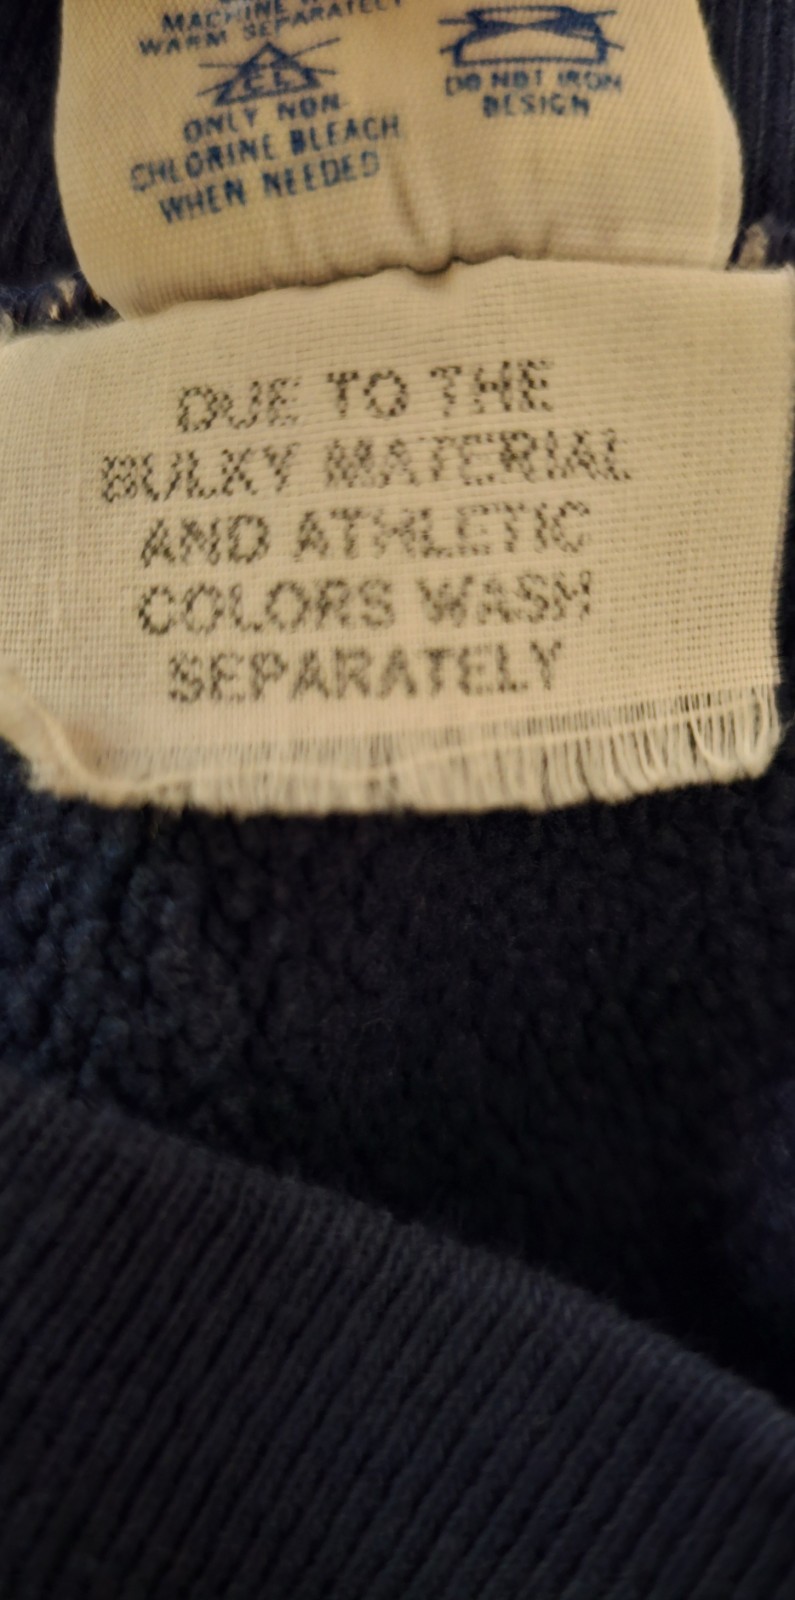 MACHINE
WARM SEPARATELY
CL
ONLY NON-
CHLORINE BLEACH
WHEN NEEDED
DO NOT IRON
DESIGN
DUE TO THE
BULKY MATERIAL
AND ATHLETIC
COLORS WASH
SEPARATELY